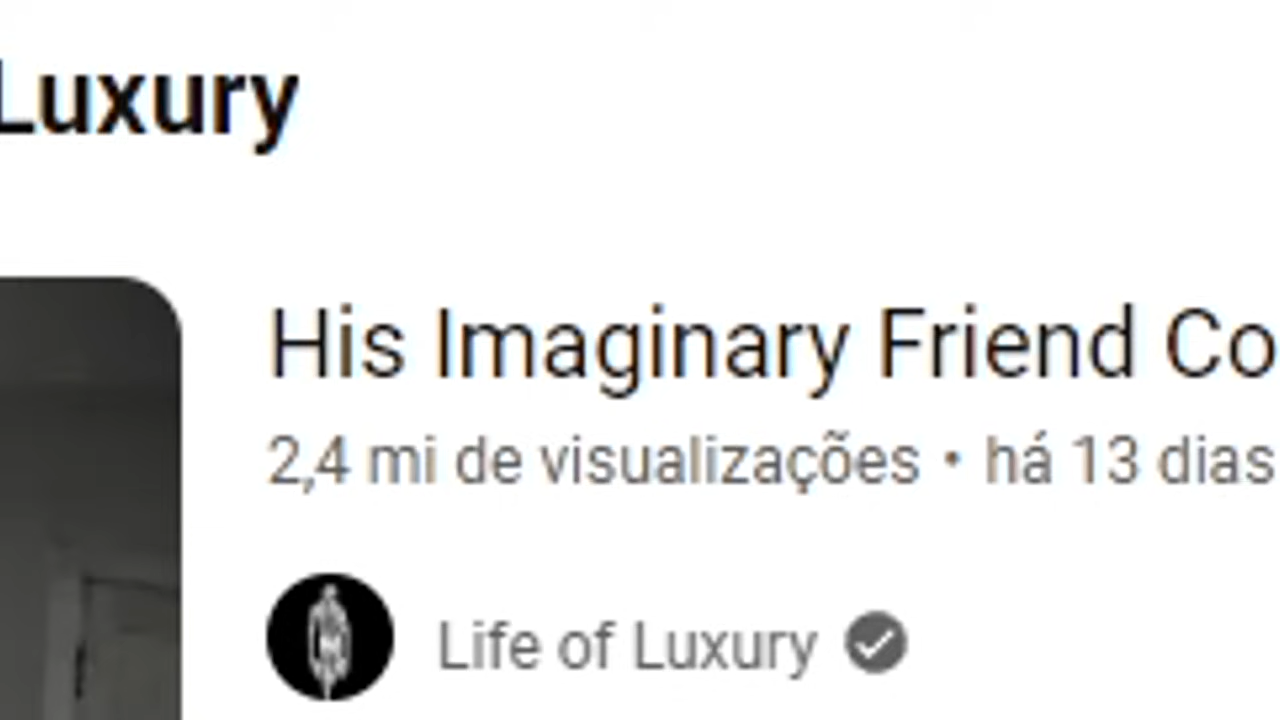 Luxury
His Imaginary Friend Co
2,4 mi de visualizações • há 13 dias
Life of Luxury